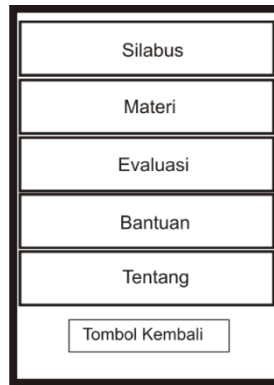 Silabus
Materi
Evaluasi
Bantuan
Tentang
Tombol Kembali